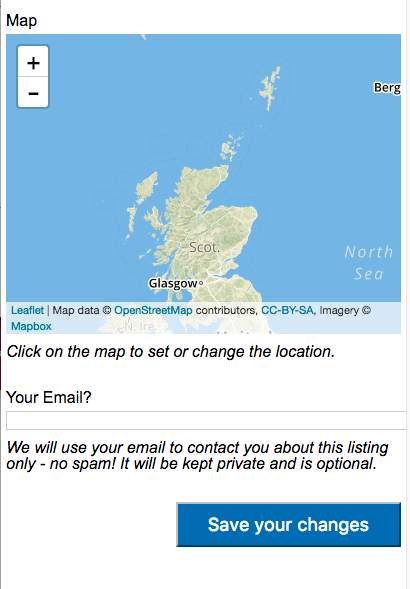 Map
+
-
Berg
Scot.
North
Sea
Glasgow
N. Ire.
Leaflet | Map data © OpenStreetMap contributors, CC-BY-SA, Imagery ©
Mapbox
Click on the map to set or change the location.
Your Email?
We will use your email to contact you about this listing
only - no spam! It will be kept private and is optional.
Save your changes